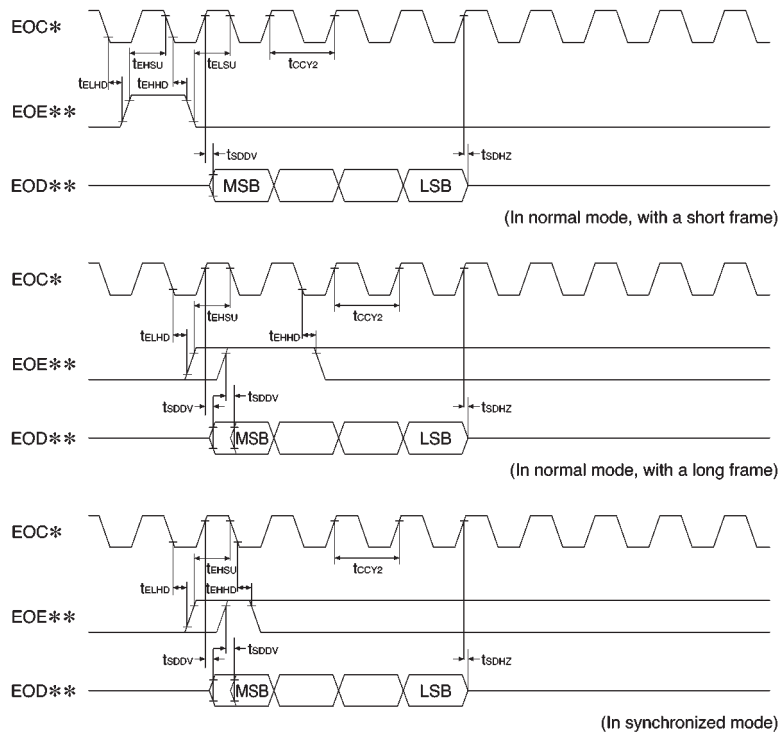 EOC*
tEHSU tELSU tCCY2
tELHD tEHHD
EOE**
tSDDV tSDHZ
EOD** MSB LSB
(In normal mode, with a short frame)
EOC*
tEHSU tCCY2
tELHD tEHHD
EOE**
tSDDV tSDDV tSDHZ
EOD** MSB LSB
(In normal mode, with a long frame)
EOC*
tEHSU tCCY2
tELHD tEHHD
EOE**
tSDDV tSDDV tSDHZ
EOD** MSB LSB
(In synchronized mode)